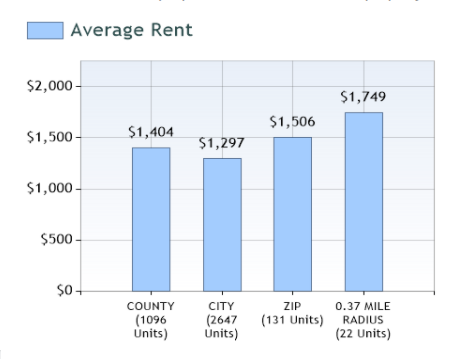 Average Rent
$2,000
$1,500
$1,000
$500
$0
$1,404
$1,297
$1,506
$1,749
COUNTY
(1096
Units)
CITY
(2647
Units)
ZIP
(131 Units)
0.37 MILE
RADIUS
(22 Units)